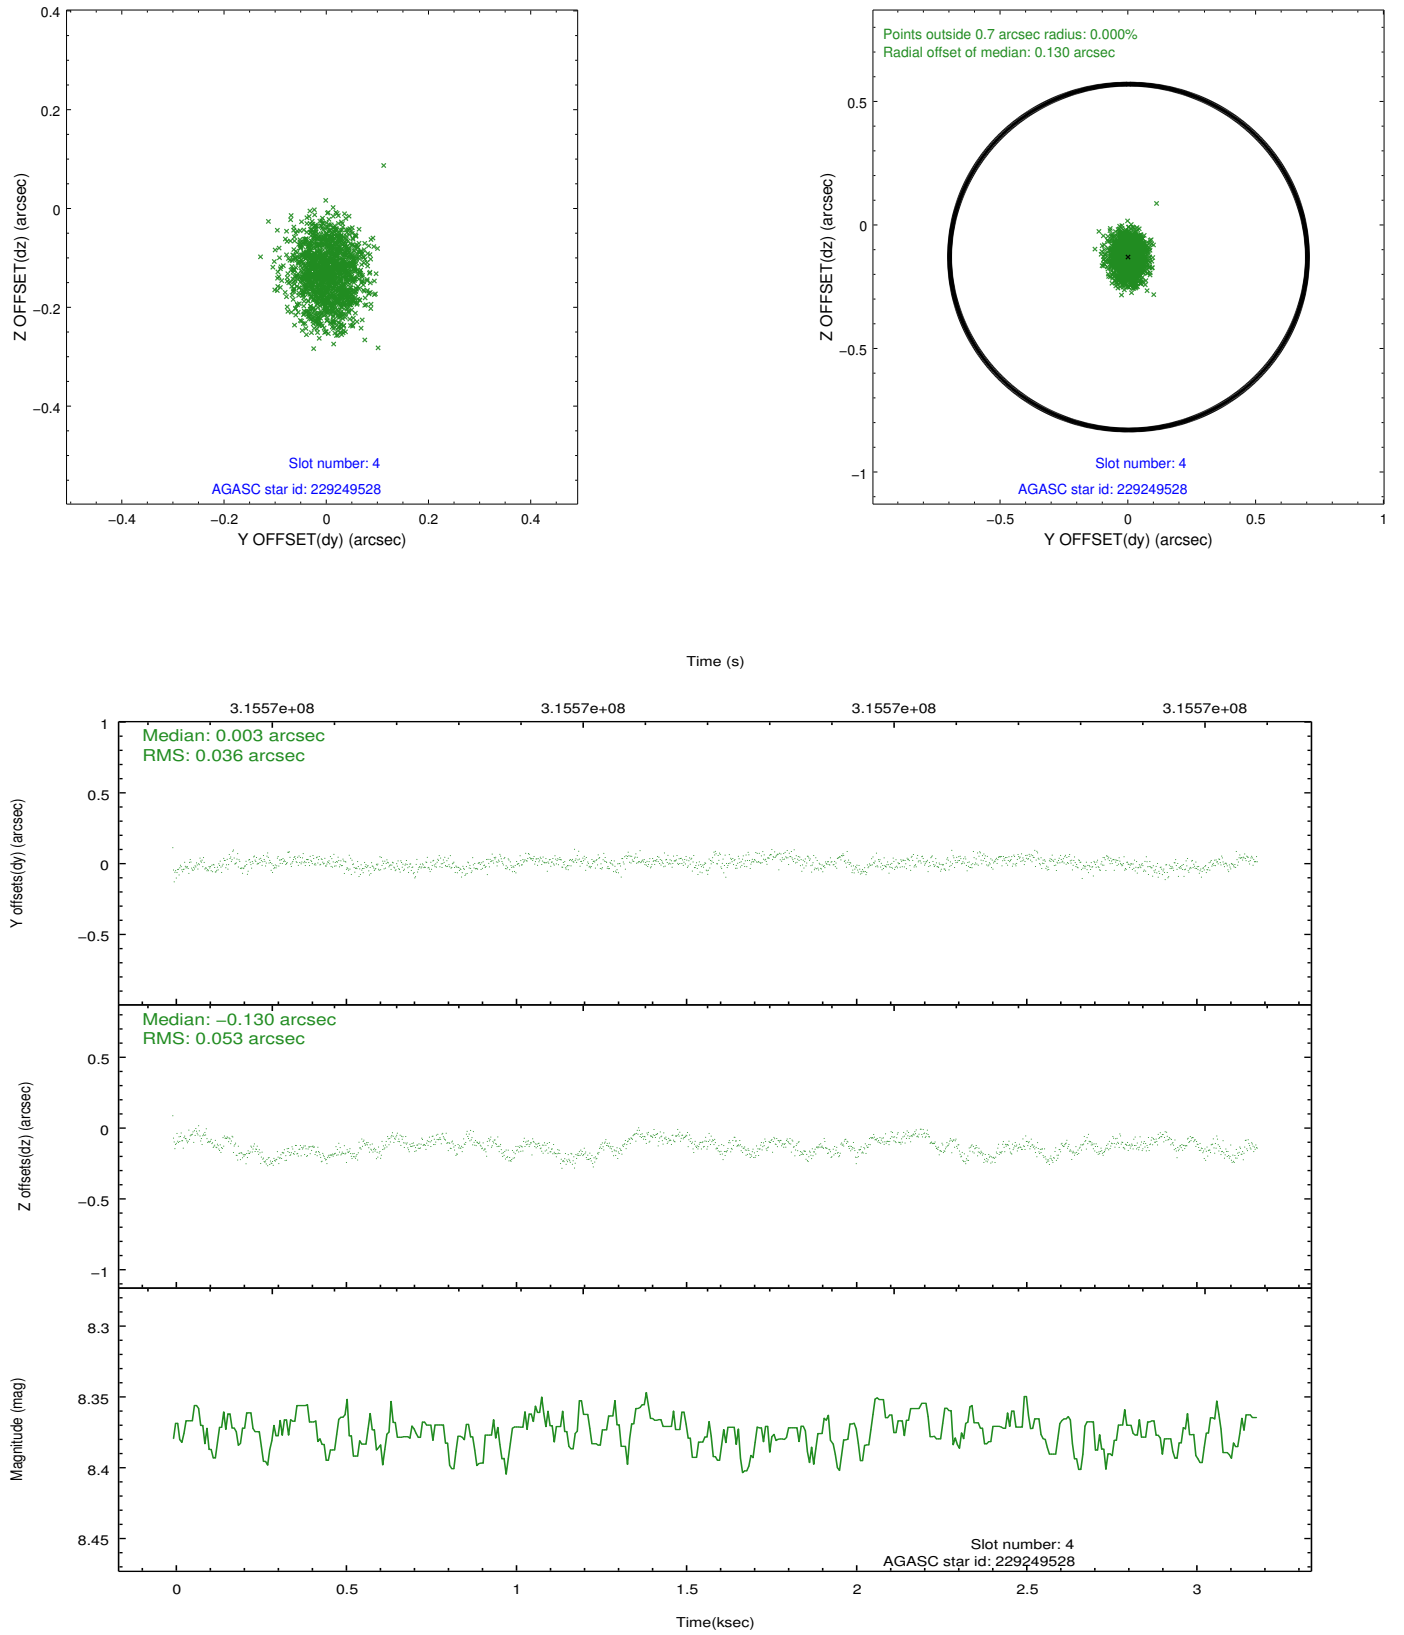 0.4
0.2
0
−0.2
−0.4
Z OFFSET(dz) (arcsec)
Slot number: 4
AGASC star id: 229249528
−0.4 −0.2 0 0.2 0.4
Y OFFSET(dy) (arcsec)
Points outside 0.7 arcsec radius: 0.000%
Radial offset of median: 0.130 arcsec
0.5
0
−0.5
−1
Z OFFSET(dz) (arcsec)
Slot number: 4
AGASC star id: 229249528
−0.5 0 0.5 1
Y OFFSET(dy) (arcsec)
Time (s)
3.1557e+08 3.1557e+08 3.1557e+08 3.1557e+08
Median: 0.003 arcsec
RMS: 0.036 arcsec
1
0.5
0
−0.5
Y offsets(dy) (arcsec)
Median: −0.130 arcsec
RMS: 0.053 arcsec
0.5
0
−0.5
−1
Z offsets(dz) (arcsec)
8.3
8.35
8.4
8.45
Magnitude (mag)
Slot number: 4
AGASC star id: 229249528
0 0.5 1 1.5 2 2.5 3
Time(ksec)